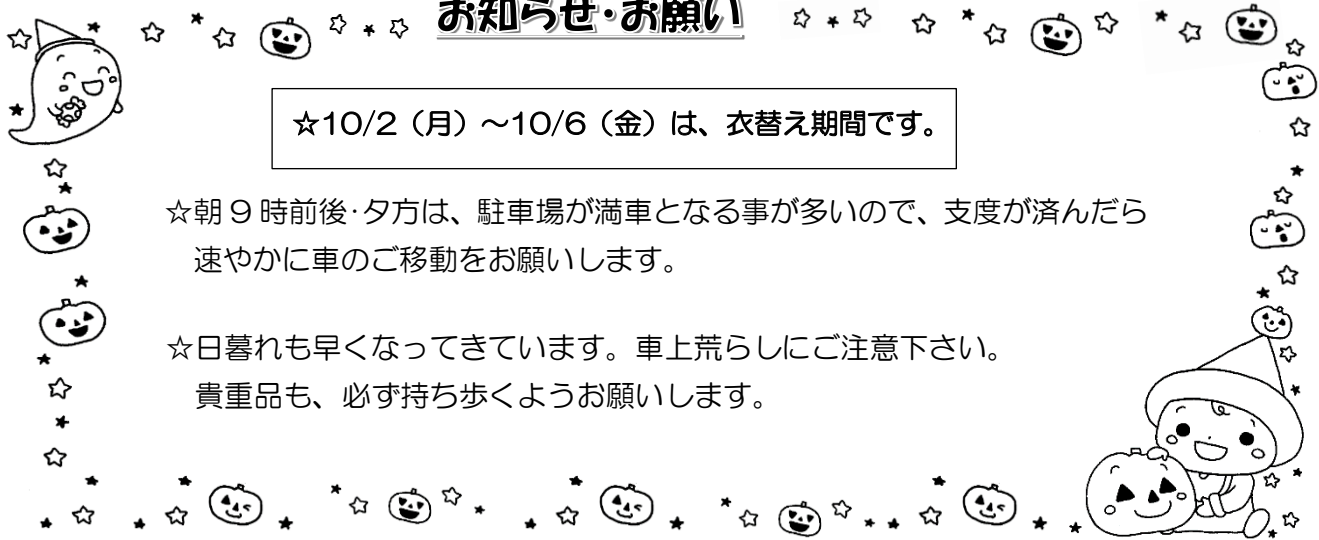 お知らせ・お願い
☆10/2（月）～10/6（金）は、衣替え期間です。
☆朝９時前後・夕方は、駐車場が満車となる事が多いので、支度が済んだら
速やかに車のご移動をお願いします。
☆日暮れも早くなってきています。車上荒らしにご注意下さい。
貴重品も、必ず持ち歩くようお願いします。